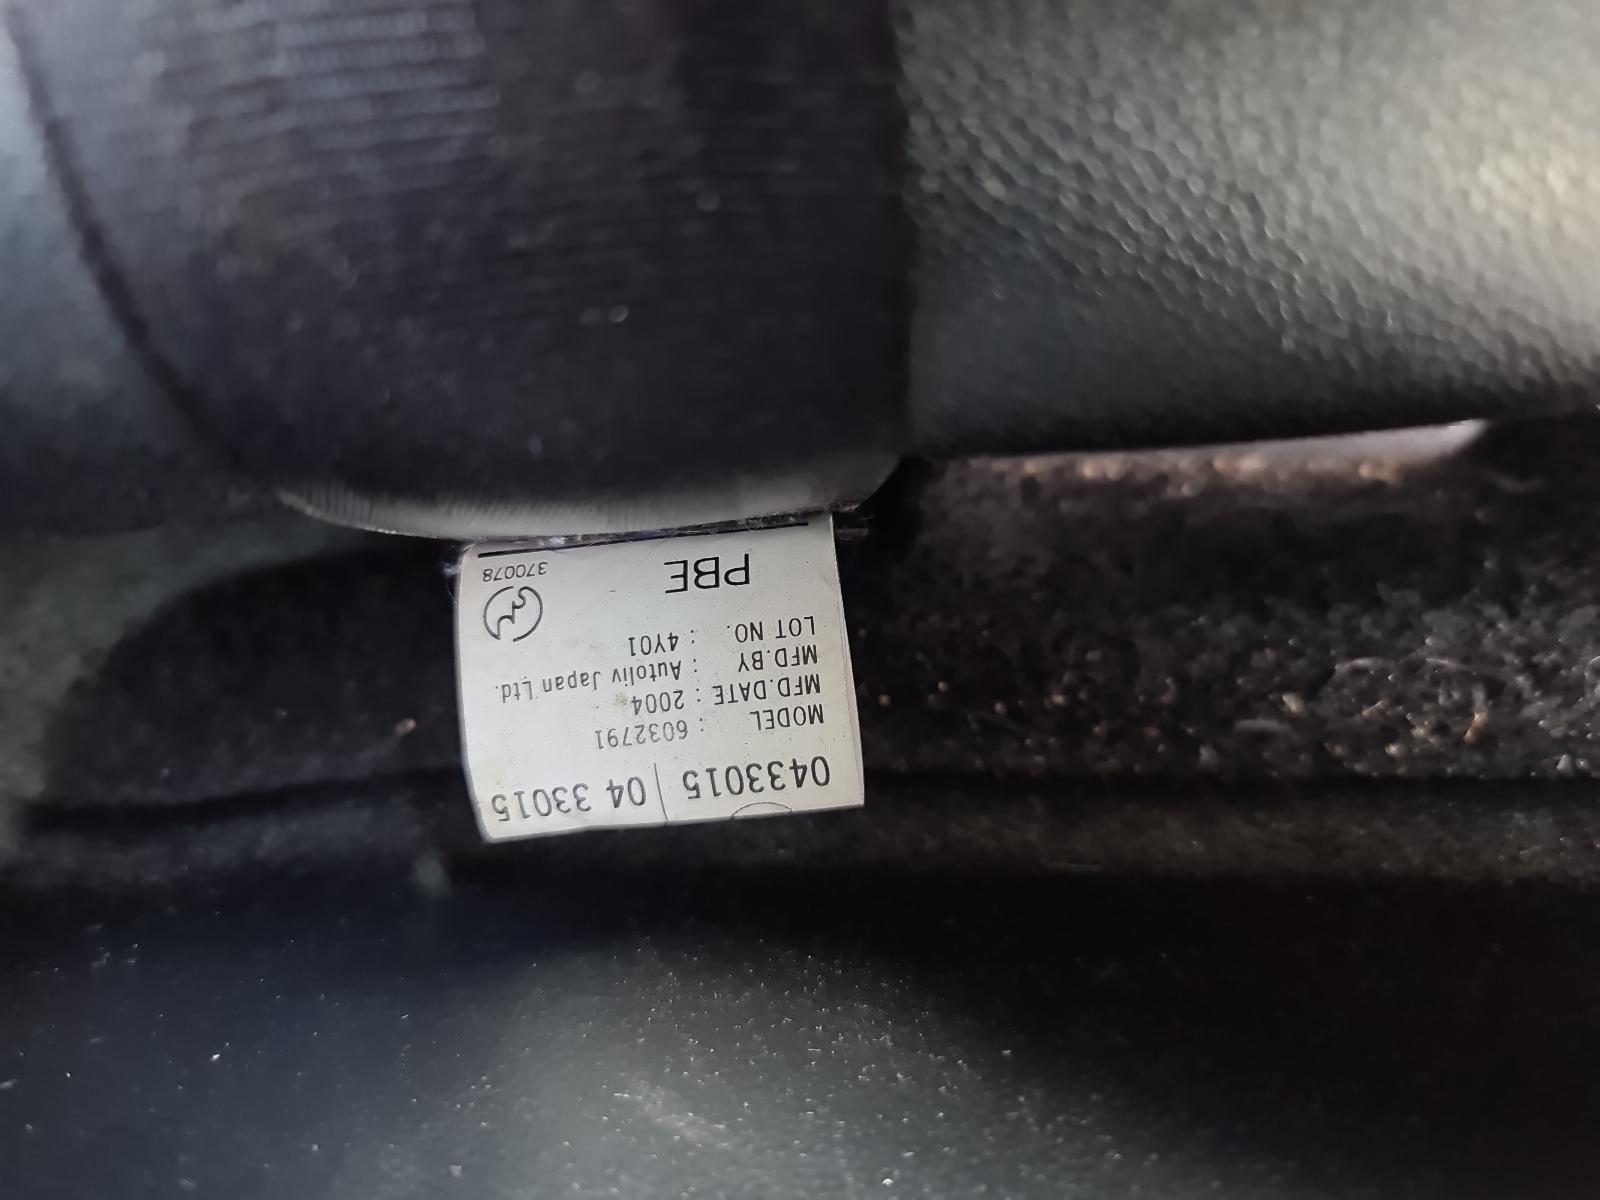 0433015 | 04 33015
MODEL : 6032791
MFD.DATE : 2004
MFD.BY : Autoliv Japan Ltd.
LOT NO. : 4Y01
PBE
370078